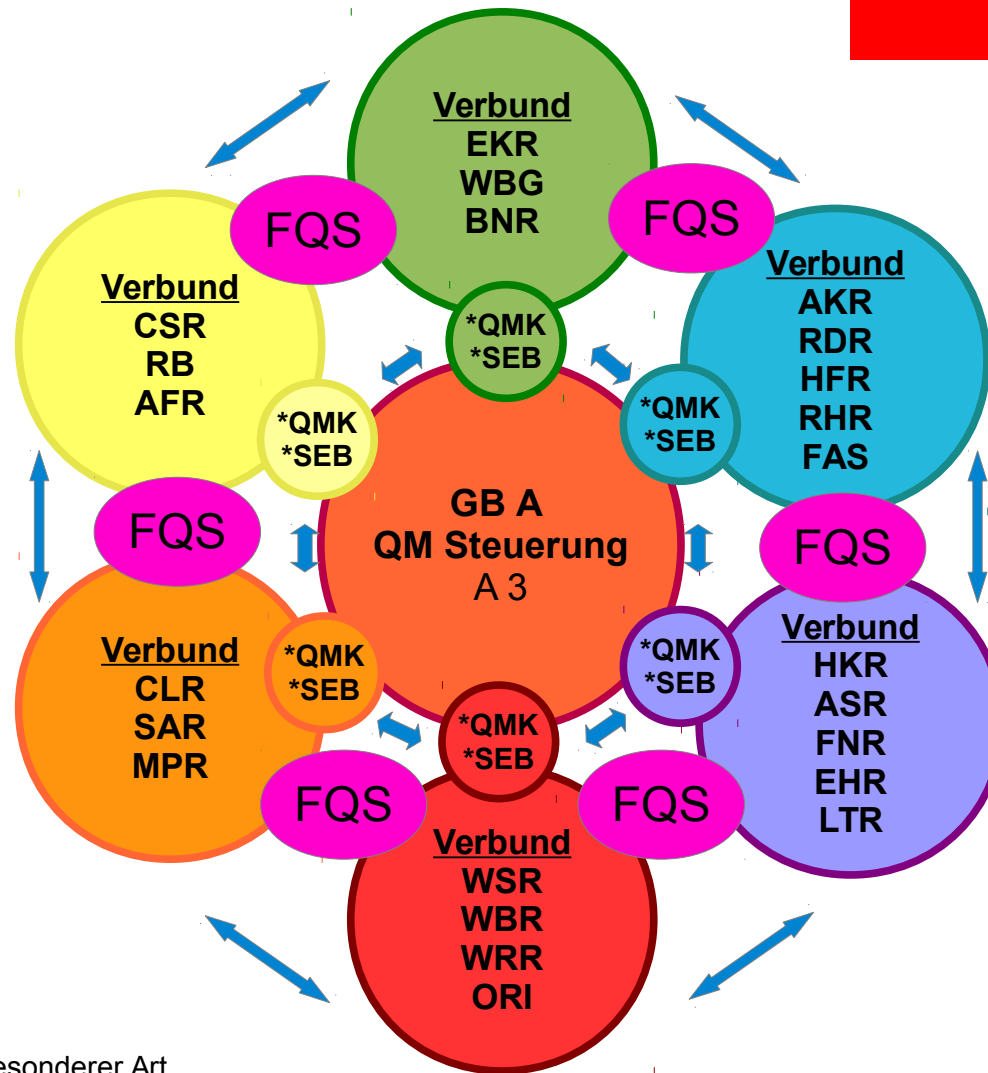 Verbund
EKR
WBG
BNR
FQS
FQS
Verbund
CSR
RB
AFR
Verbund
AKR
RDR
HFR
RHR
FAS
*QMK
*SEB
*QMK
*SEB
*QMK
*SEB
GB A
QM Steuerung
A 3
FQS
FQS
Verbund
CLR
SAR
MPR
*QMK
*SEB
*QMK
*SEB
Verbund
HKR
ASR
FNR
EHR
LTR
*QMK
*SEB
FQS
FQS
Verbund
WSR
WBR
WRR
ORI
Art